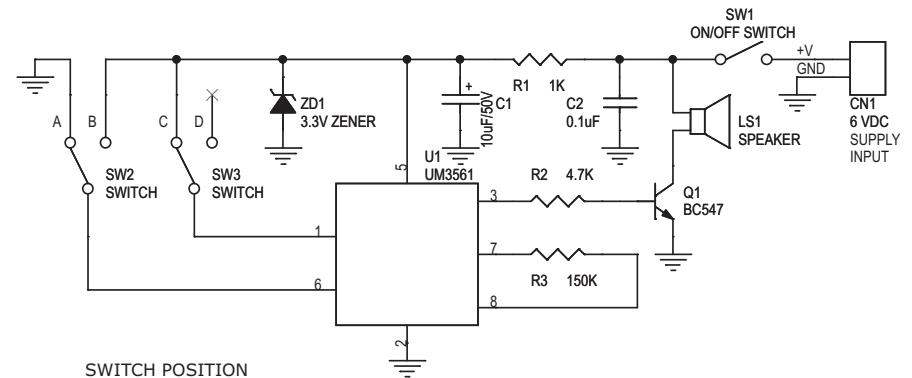 SW1
ON/OFF SWITCH
+V
GND
CN1
6 VDC
SUPPLY
INPUT
R1 1K
+
C1
10uF/50V
C2
0.1uF
LS1
SPEAKER
ZD1
3.3V ZENER
A B C D
SW2
SWITCH
SW3
SWITCH
U1
UM3561
5
3
R2 4.7K
Q1
BC547
1
7
R3 150K
6
8
2
SWITCH POSITION